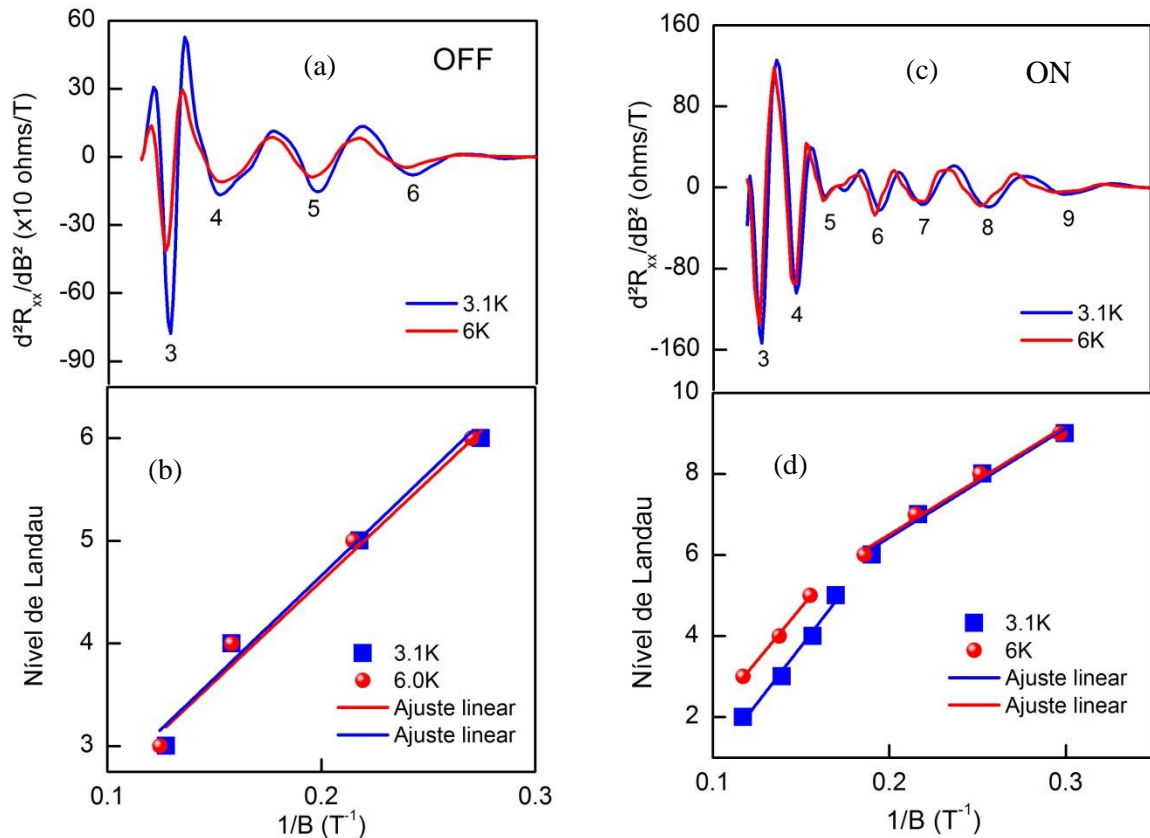 (a)
OFF
d²Rxx/dB² (x10 ohms/T)
60
30
0
-30
-60
-90
3
4
5
6
3.1K
6K
(c)
ON
d²Rxx/dB² (ohms/T)
160
80
0
-80
-160
3
4
5
6
7
8
9
3.1K
6K
(b)
Nível de Landau
6
5
4
3
3.1K
6.0K
Ajuste linear
Ajuste linear
0.1
0.2
0.3
1/B (T⁻¹)
(d)
Nível de Landau
10
8
6
4
2
3.1K
6K
Ajuste linear
Ajuste linear
0.1
0.2
0.3
1/B (T⁻¹)